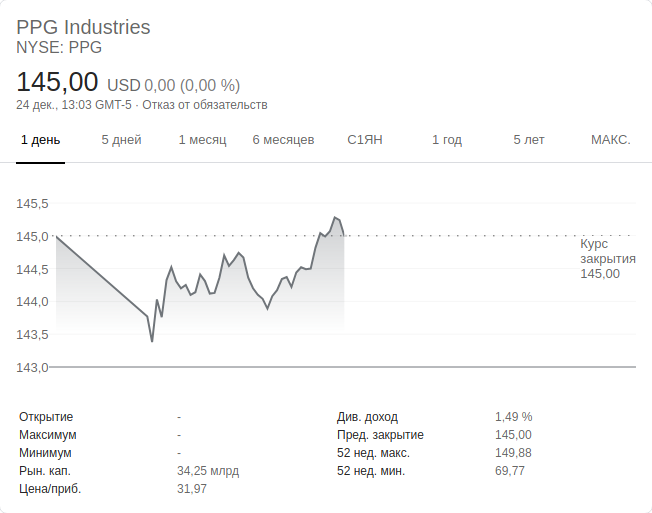 PPG Industries
NYSE: PPG
145,00 USD 0,00 (0,00 %)
24 дек., 13:03 GMT-5 · Отказ от обязательств
1 день 5 дней 1 месяц 6 месяцев С1ЯН 1 год 5 лет МАКС.
145,5
145,0
144,5
144,0
143,5
143,0
Курс
закрытия
145,00
Открытие - Див. доход 1,49 %
Максимум - Пред. закрытие 145,00
Минимум - 52 нед. макс. 149,88
Рын. кап. 34,25 млрд 52 нед. мин. 69,77
Цена/приб. 31,97